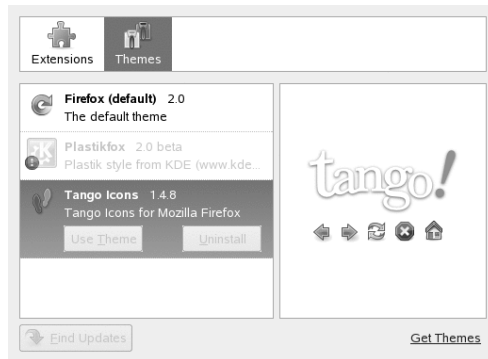 Extensions Themes
Firefox (default) 2.0
The default theme
Plastikfox 2.0 beta
Plastik style from KDE (www.kde...
Tango Icons 1.4.8
Tango Icons for Mozilla Firefox
Use Theme Uninstall
tango!
Find Updates
Get Themes